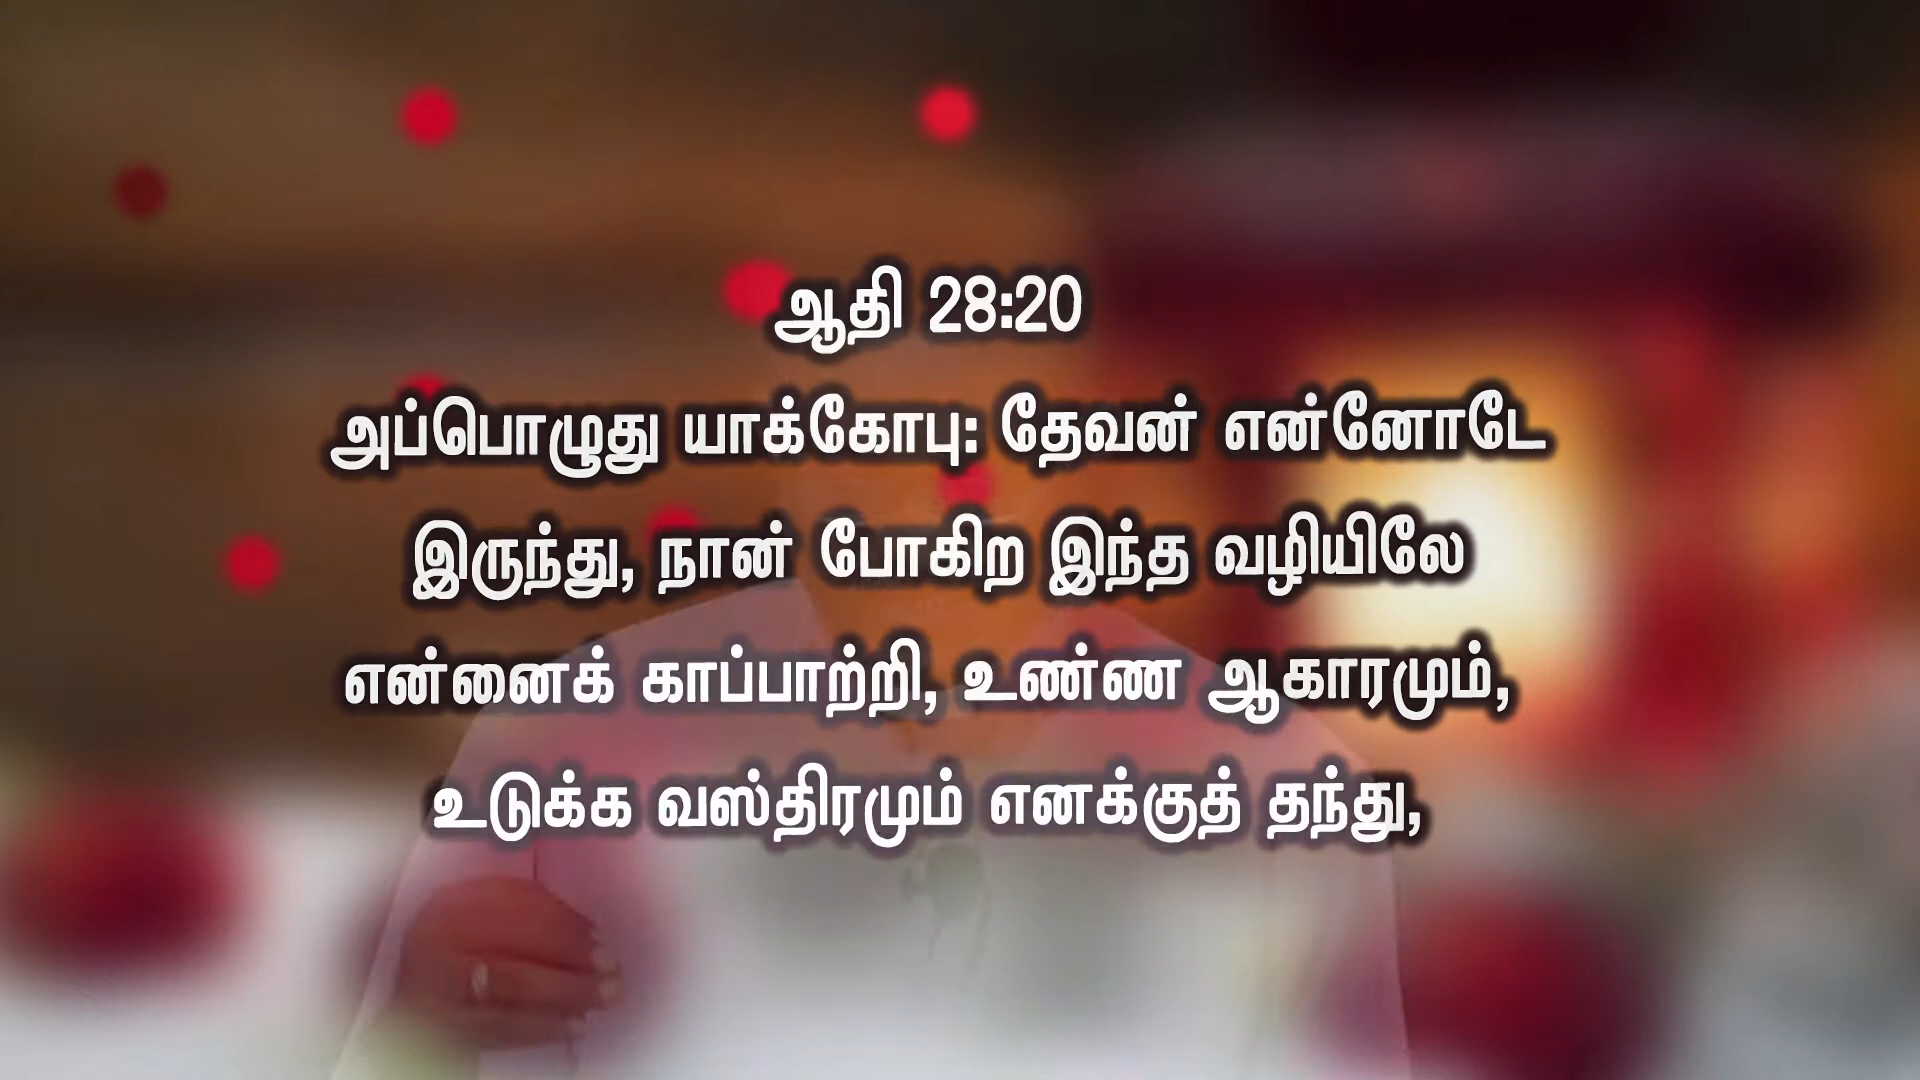 ஆதி 28:20
அப்பொழுது யாக்கோபு: தேவன் என்னோடே
இருந்து, நான் போகிற இந்த வழியிலே
என்னைக் காப்பாற்றி, உண்ண ஆகாரமும்,
உடுக்க வஸ்திரமும் எனக்குத் தந்து,